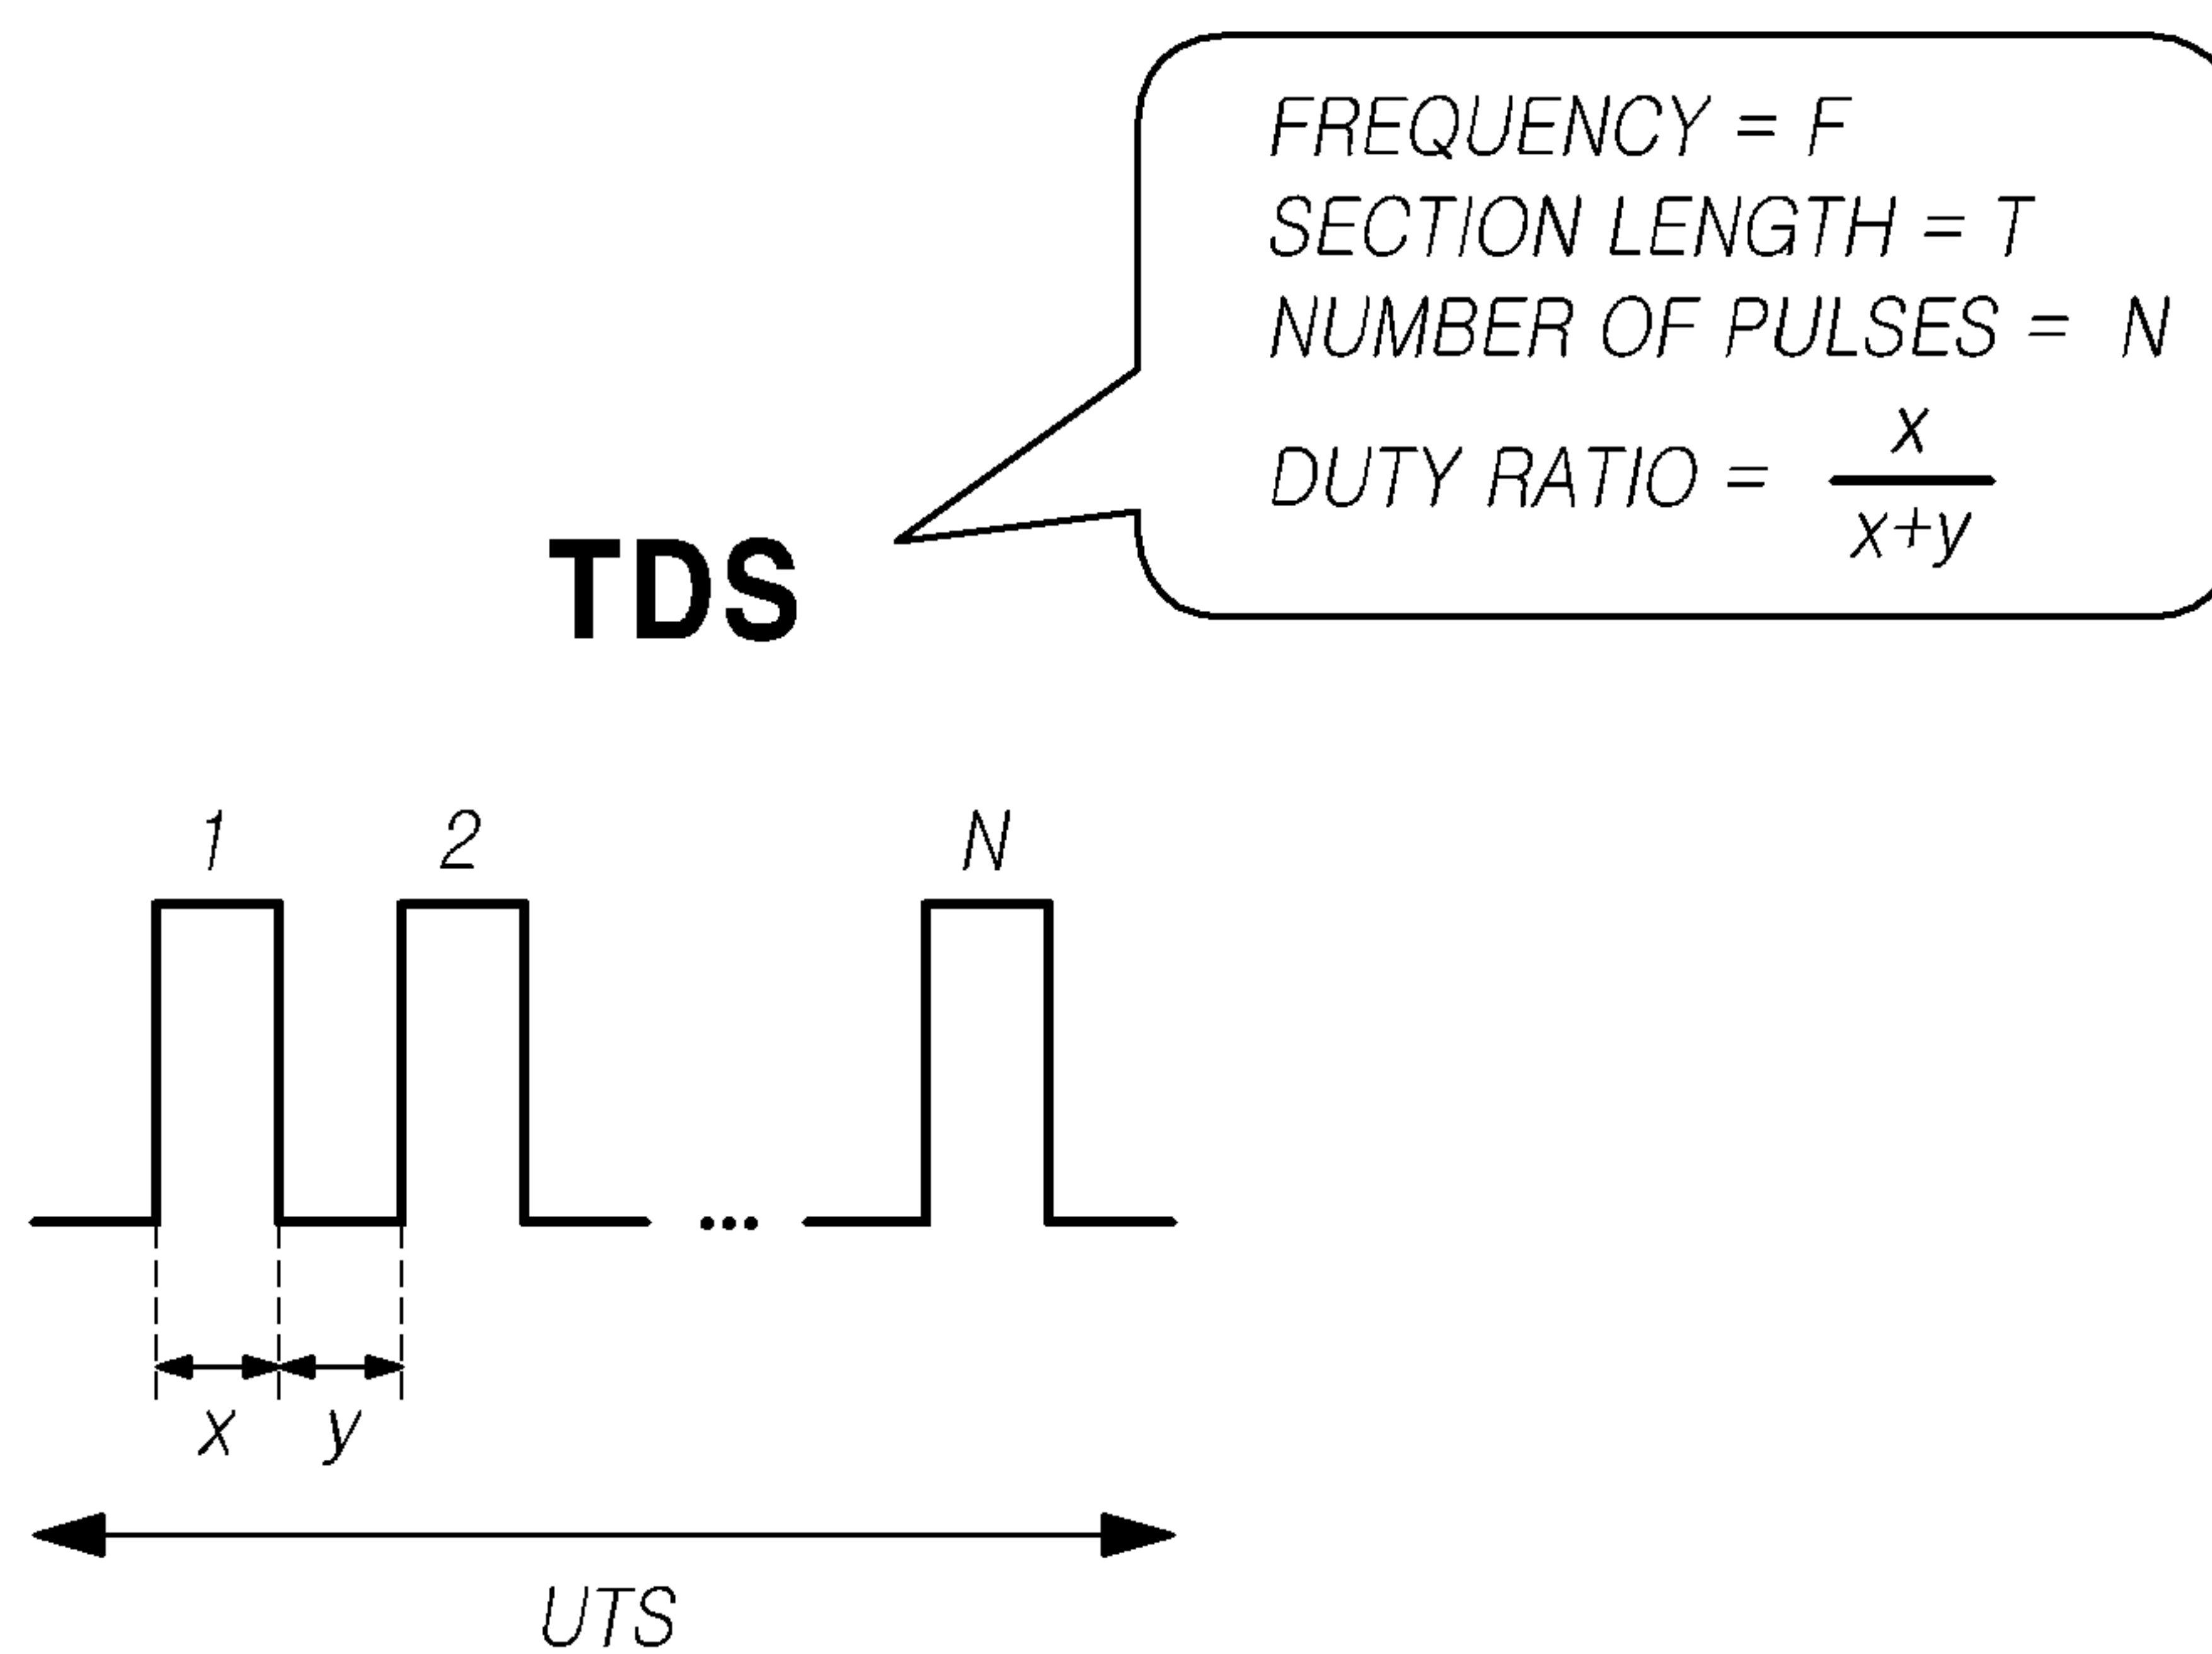 FREQUENCY = F
SECTION LENGTH = T
NUMBER OF PULSES = N
DUTY RATIO = x
x+y
TDS
1 2 N
...
x y
UTS